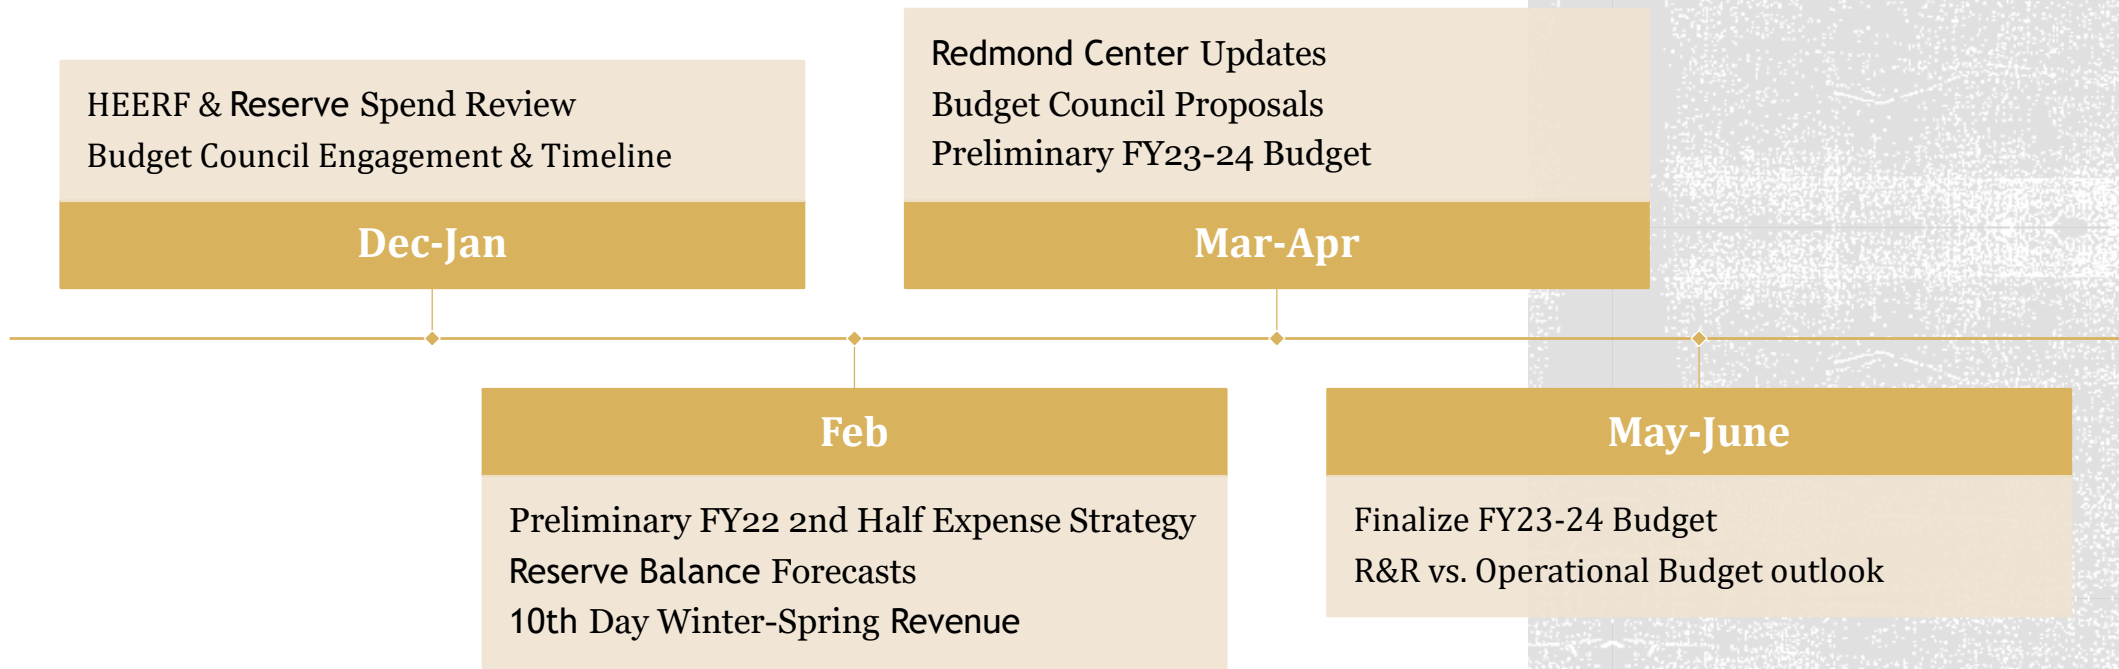 HEERF & Reserve Spend Review
Budget Council Engagement & Timeline
Dec-Jan
Redmond Center Updates
Budget Council Proposals
Preliminary FY23-24 Budget
Mar-Apr
Feb
Preliminary FY22 2nd Half Expense Strategy
Reserve Balance Forecasts
10th Day Winter-Spring Revenue
May-June
Finalize FY23-24 Budget
R&R vs. Operational Budget outlook